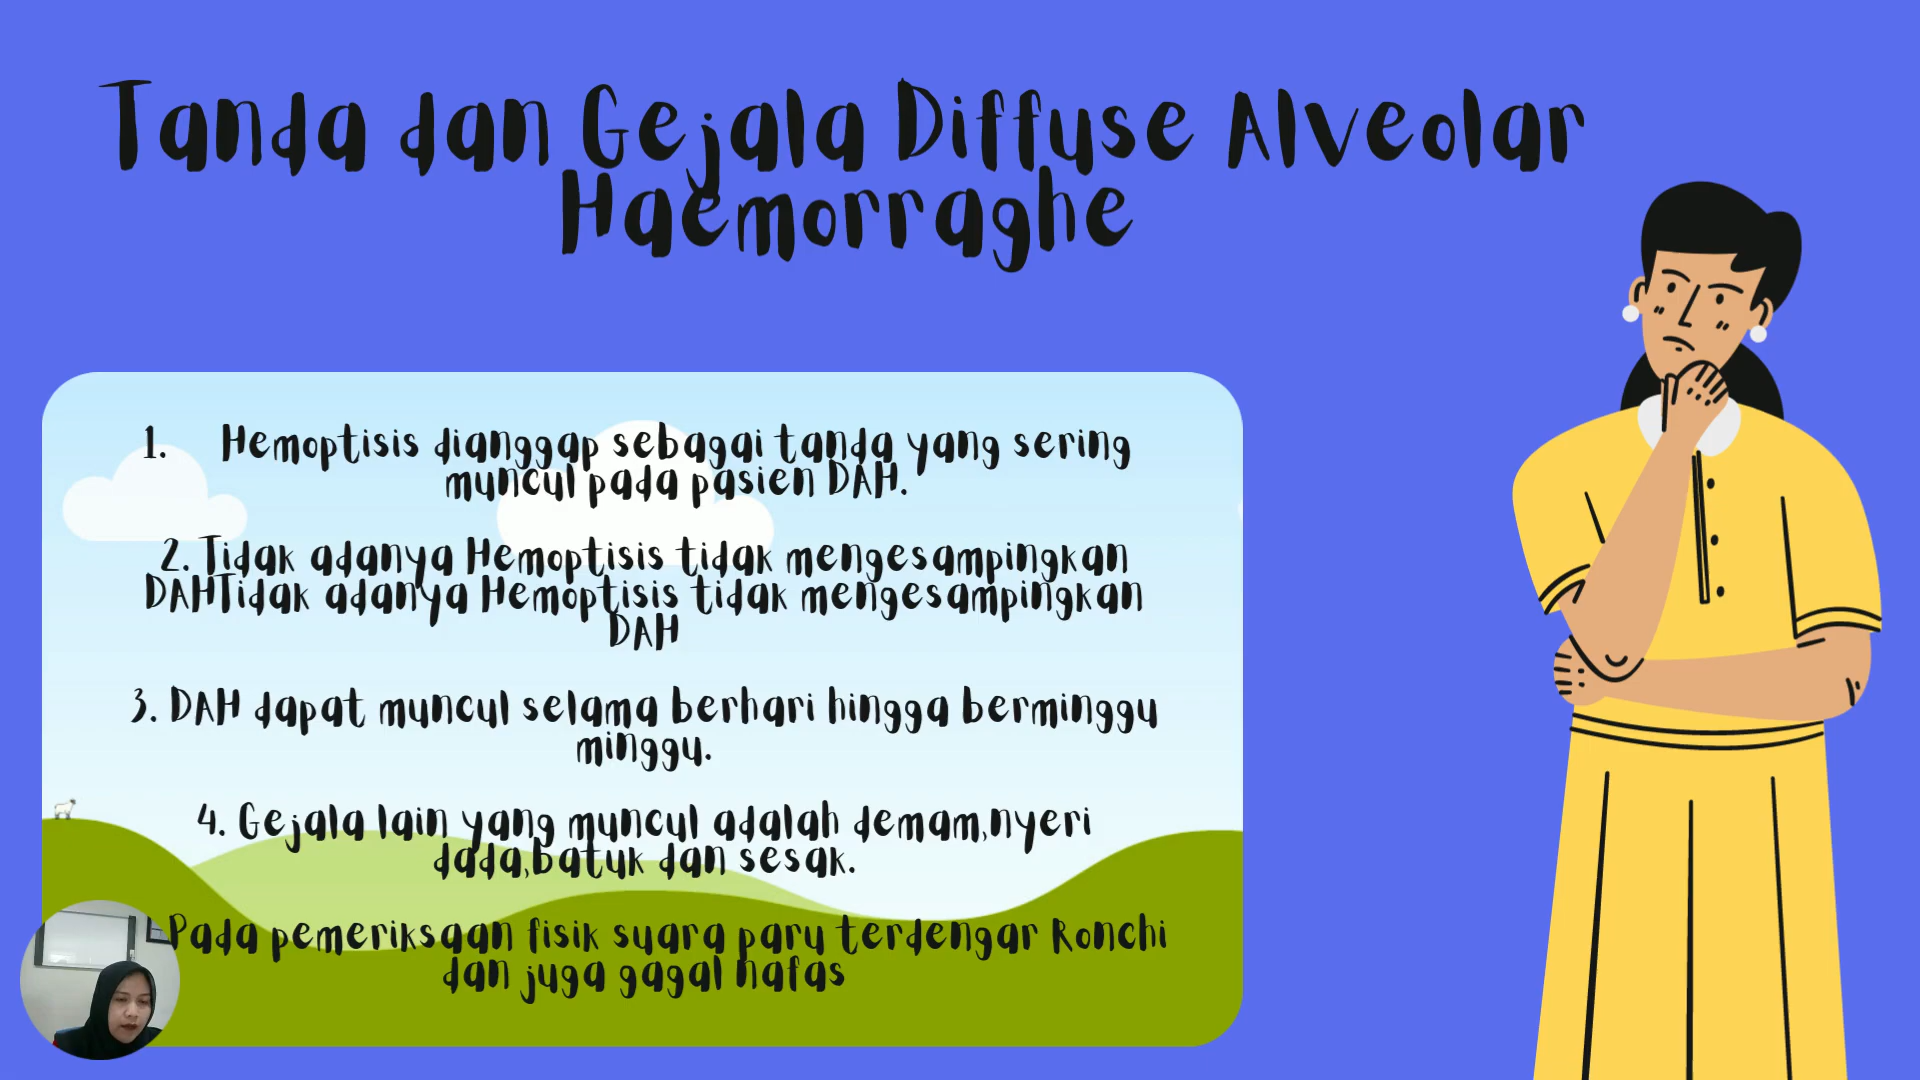 Tanda dan Gejala Diffuse Alveolar
Haemorraghe
1. Hemoptisis dianggap sebagai tanda yang sering
muncul pada pasien DAH.
2. Tidak adanya Hemoptisis tidak mengesampingkan
DAHTidak adanya Hemoptisis tidak mengesampingkan
DAH
3. DAH dapat muncul selama berhari hingga berminggu
minggu.
4. Gejala lain yang muncul adalah demam,nyeri
dada,batuk dan sesak.
Pada pemeriksaan fisik suara paru terdengar Ronchi
dan juga gagal nafas